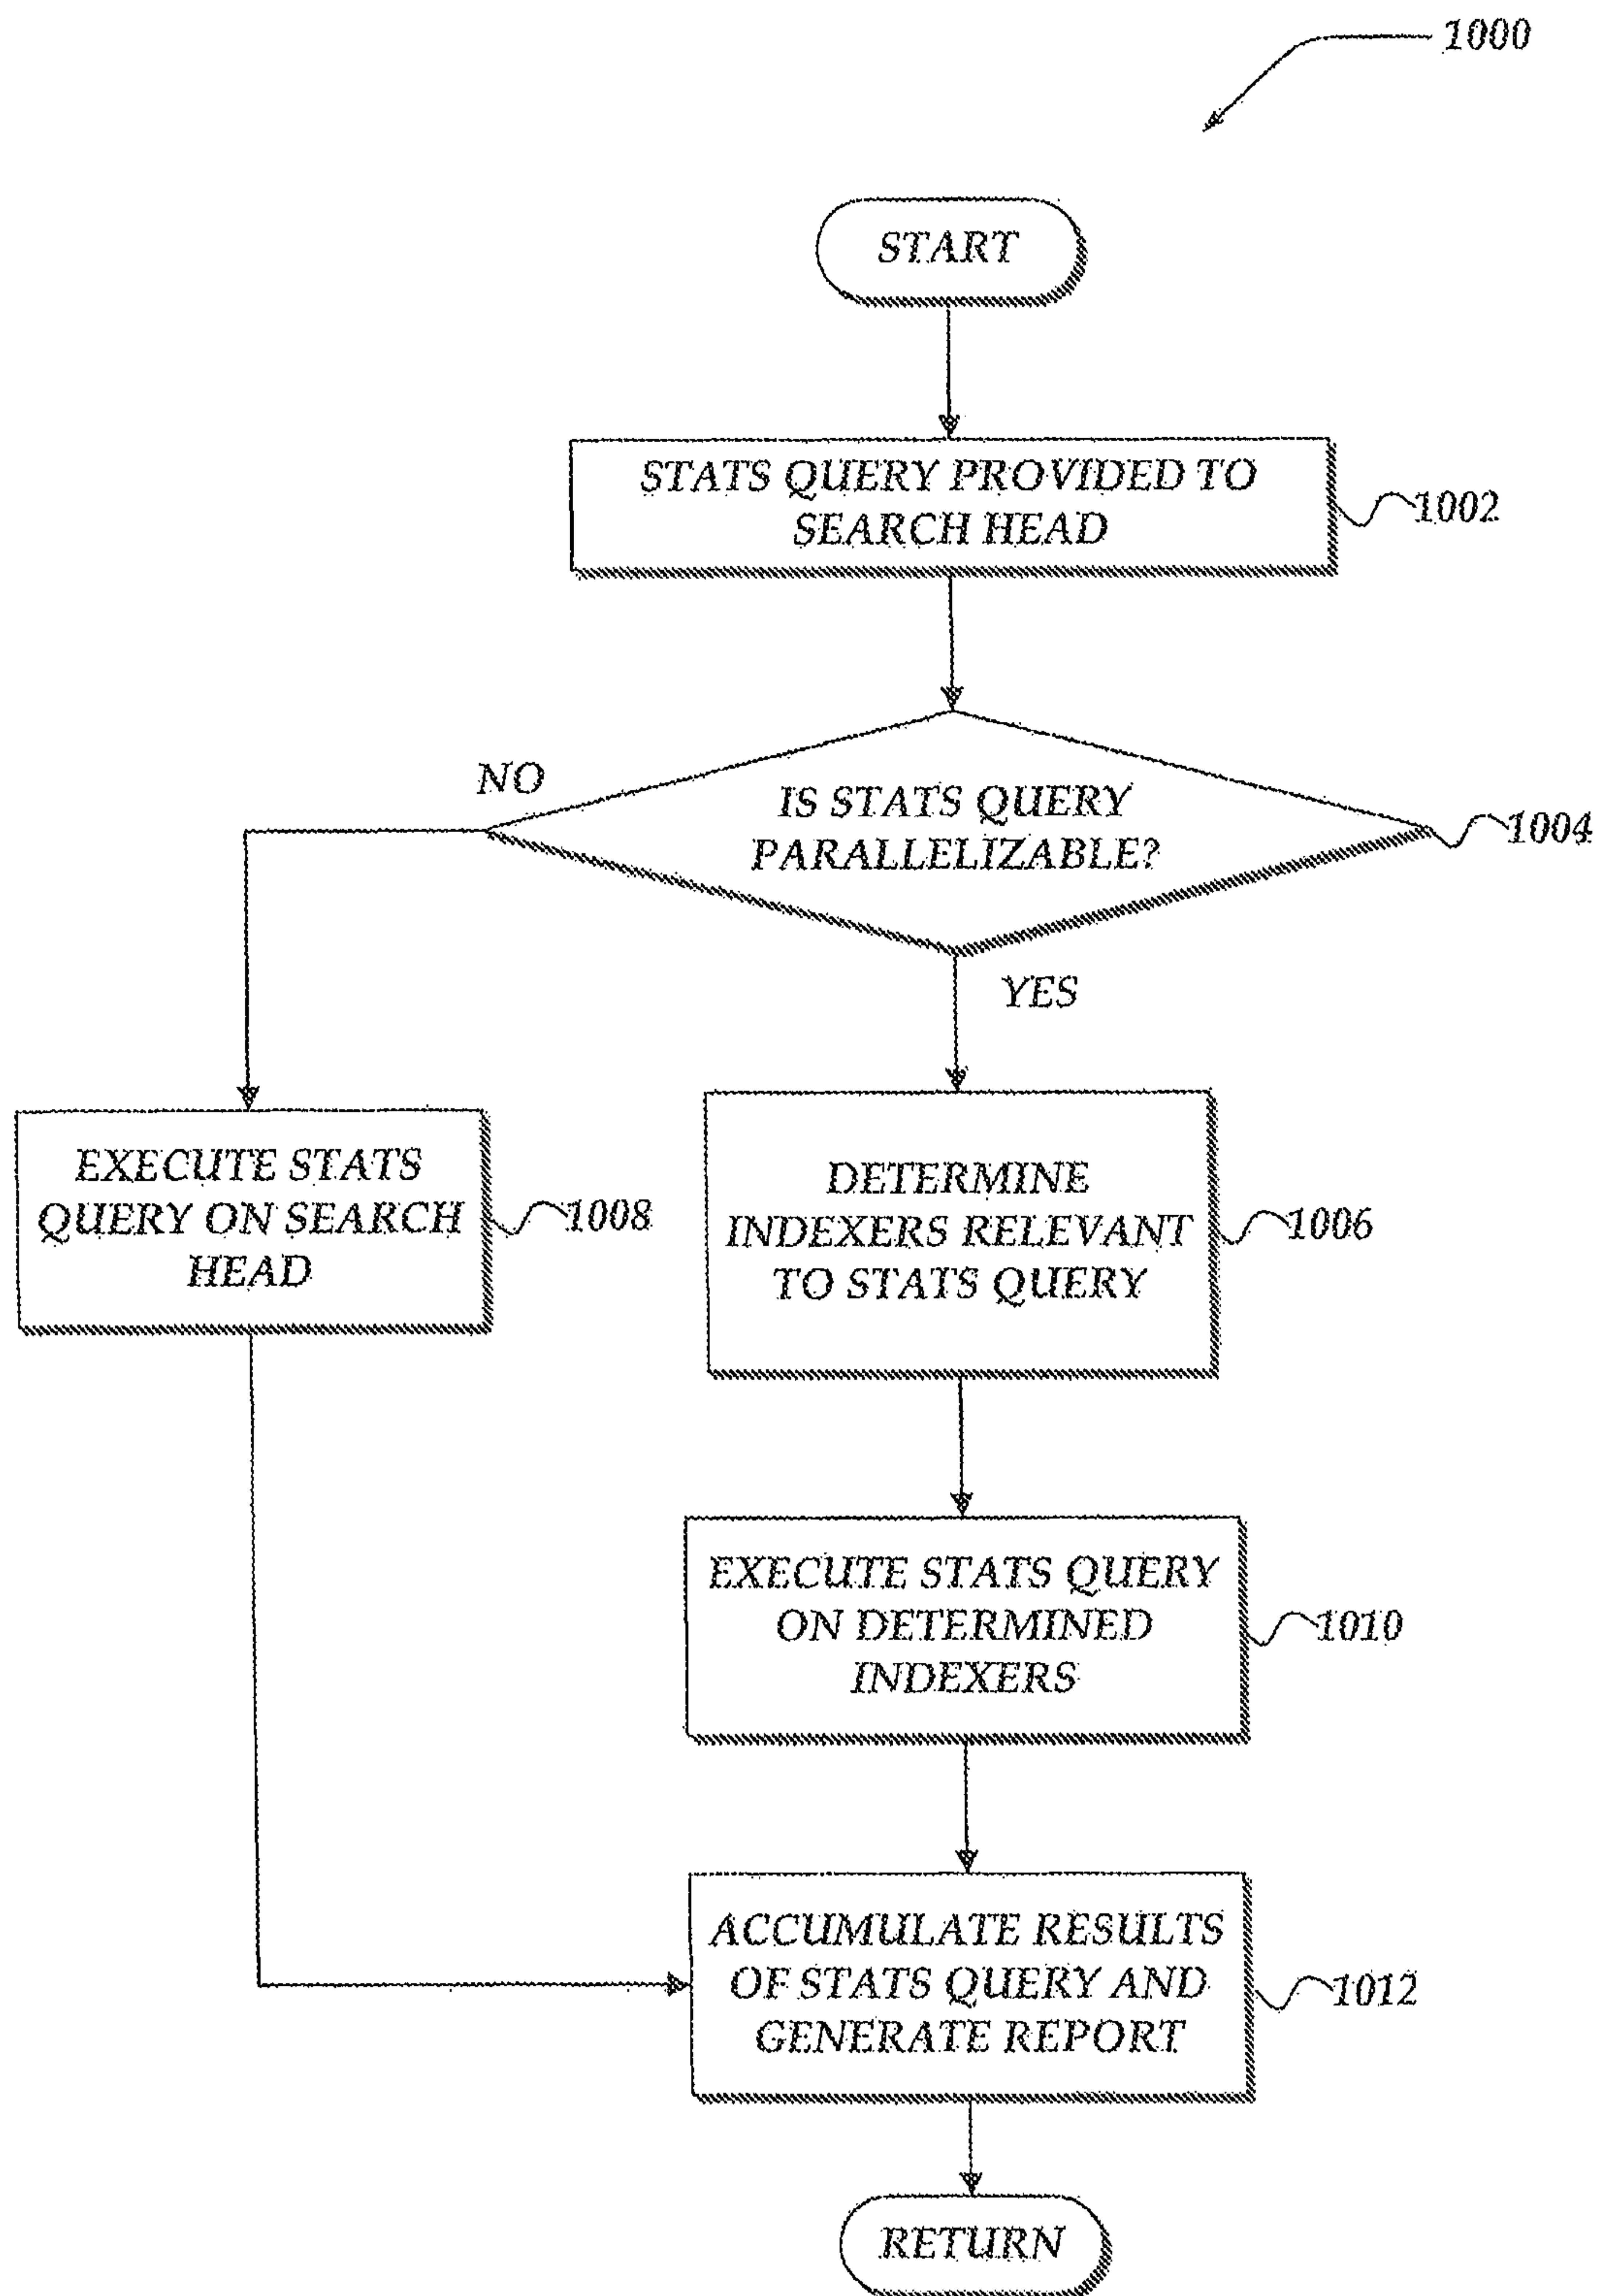 1000
START
STATS QUERY PROVIDED TO
SEARCH HEAD
1002
NO
IS STATS QUERY
PARALLELIZABLE?
1004
YES
EXECUTE STATS
QUERY ON SEARCH
HEAD
1008
DETERMINE
INDEXERS RELEVANT
TO STATS QUERY
1006
EXECUTE STATS QUERY
ON DETERMINED
INDEXERS
1010
ACCUMULATE RESULTS
OF STATS QUERY AND
GENERATE REPORT
1012
RETURN